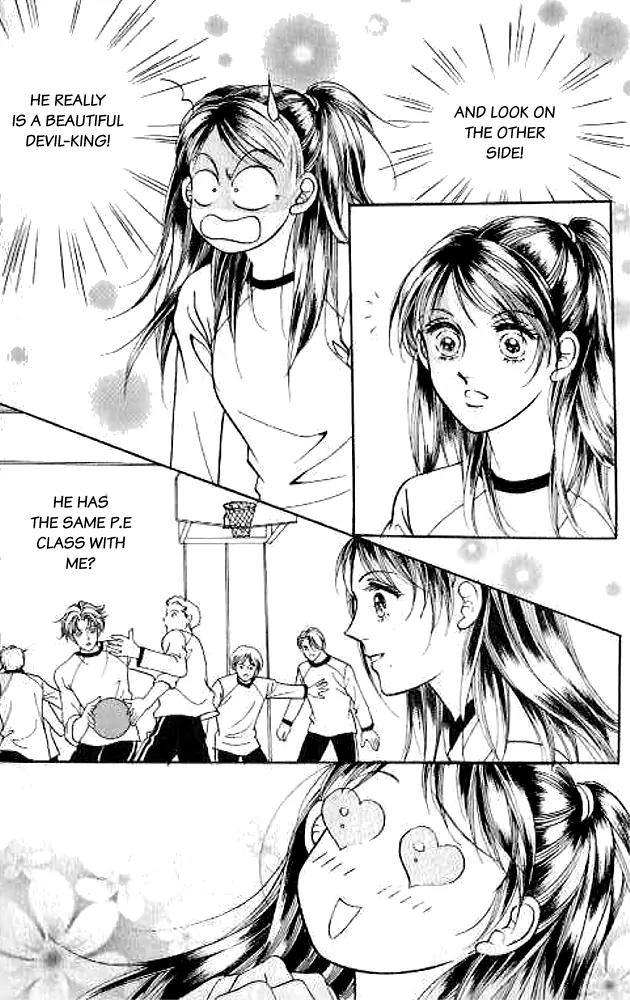 HE REALLY
IS A BEAUTIFUL
DEVIL-KING!
AND LOOK ON
THE OTHER
SIDE!
HE HAS
THE SAME P.E
CLASS WITH
ME?